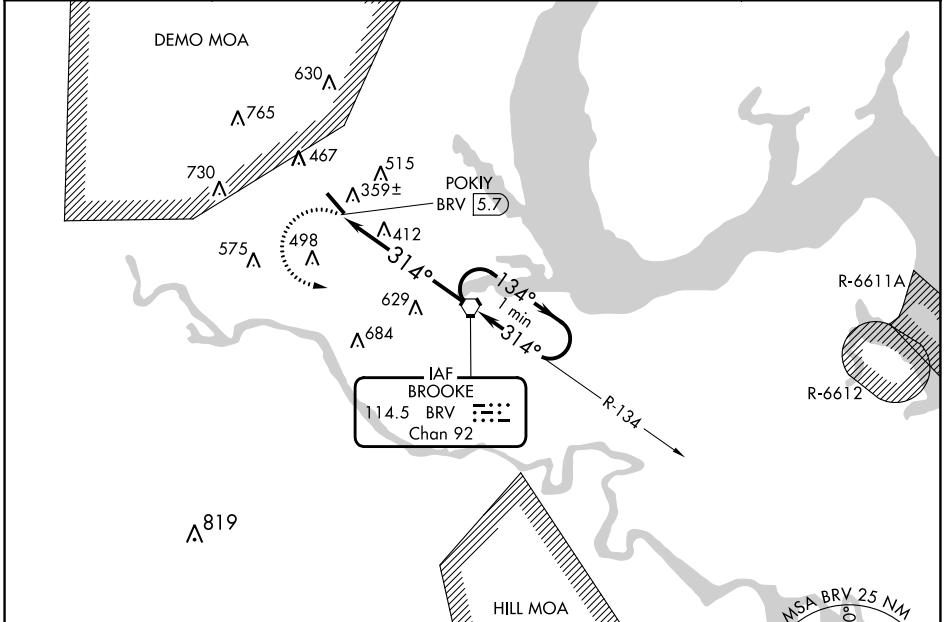 DEMO MOA
630
765
467
730
515
359±
POKIY
BRV 5.7
412
575
498
314°
134°
1 min
314°
629
684
R-6611A
R-6612
IAF
BROOKE
114.5 BRV
Chan 92
R-134
819
HILL MOA
MSA BRV 25 NM